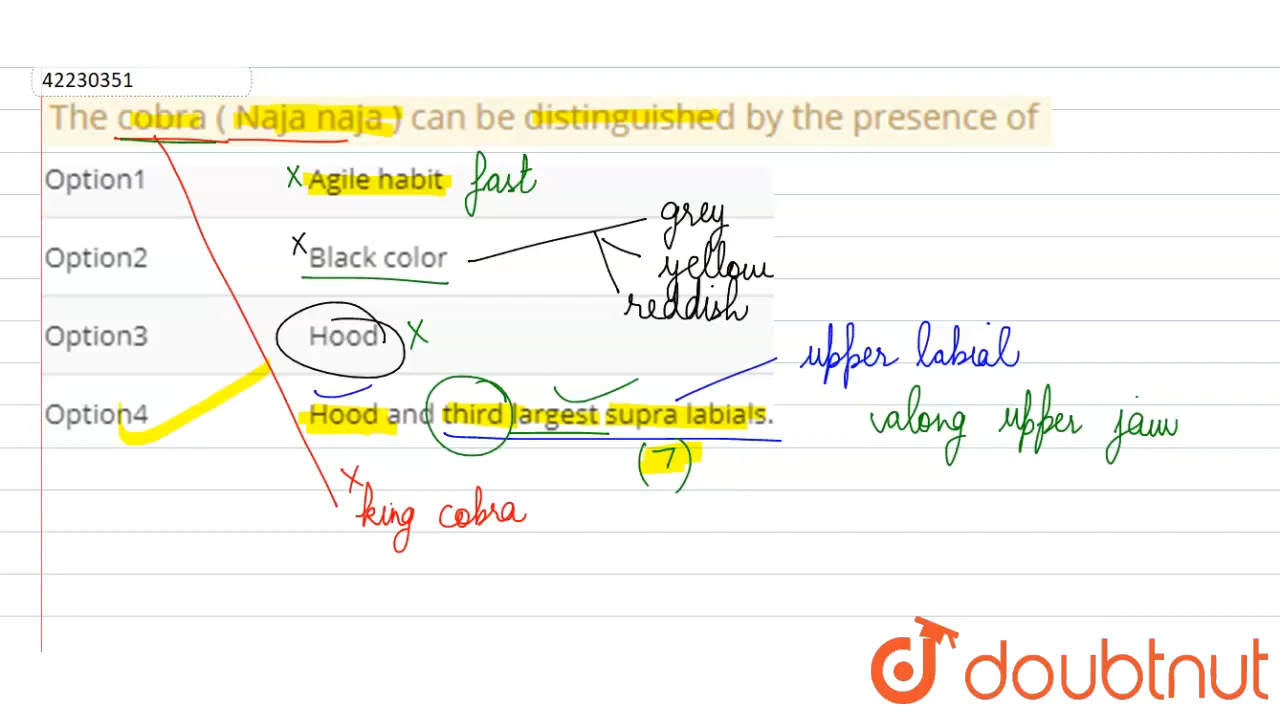 42230351
The cobra ( Naja naja ) can be distinguished by the presence of
Option1 x Agile habit fast
grey
Option2 x Black color
yellow
reddish
Option3 Hood x
upper labial
Option4 Hood and third largest supra labials.
along upper jaw
(7)
x
king cobra
doubtnut